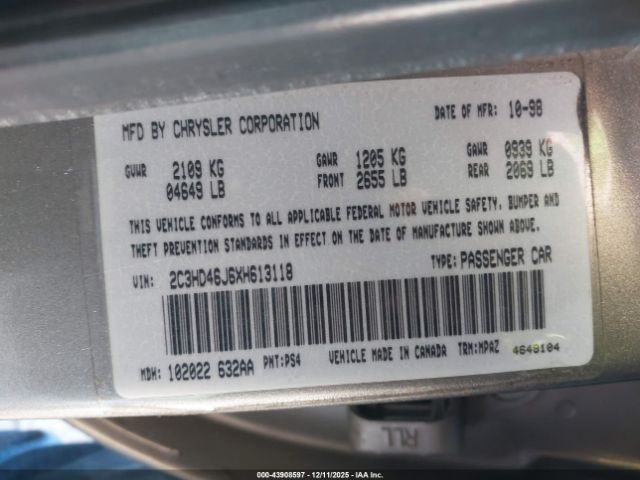 MFD BY CHRYSLER CORPORATION DATE OF MFR: 10-98
GVWR 2109 KG GAWR 1205 KG GAWR 0939 KG
04649 LB FRONT 2655 LB REAR 2069 LB
THIS VEHICLE CONFORMS TO ALL APPLICABLE FEDERAL MOTOR VEHICLE SAFETY, BUMPER AND
THEFT PREVENTION STANDARDS IN EFFECT ON THE DATE OF MANUFACTURE SHOWN ABOVE.
VIN: 2C3HD46J6XH613118 TYPE: PASSENGER CAR
MDH: 102022 632AA PNT: PS4 VEHICLE MADE IN CANADA TRM: MPAZ 4649104
RLL
00-43908597 - 12/11/2025 - IAA Inc.